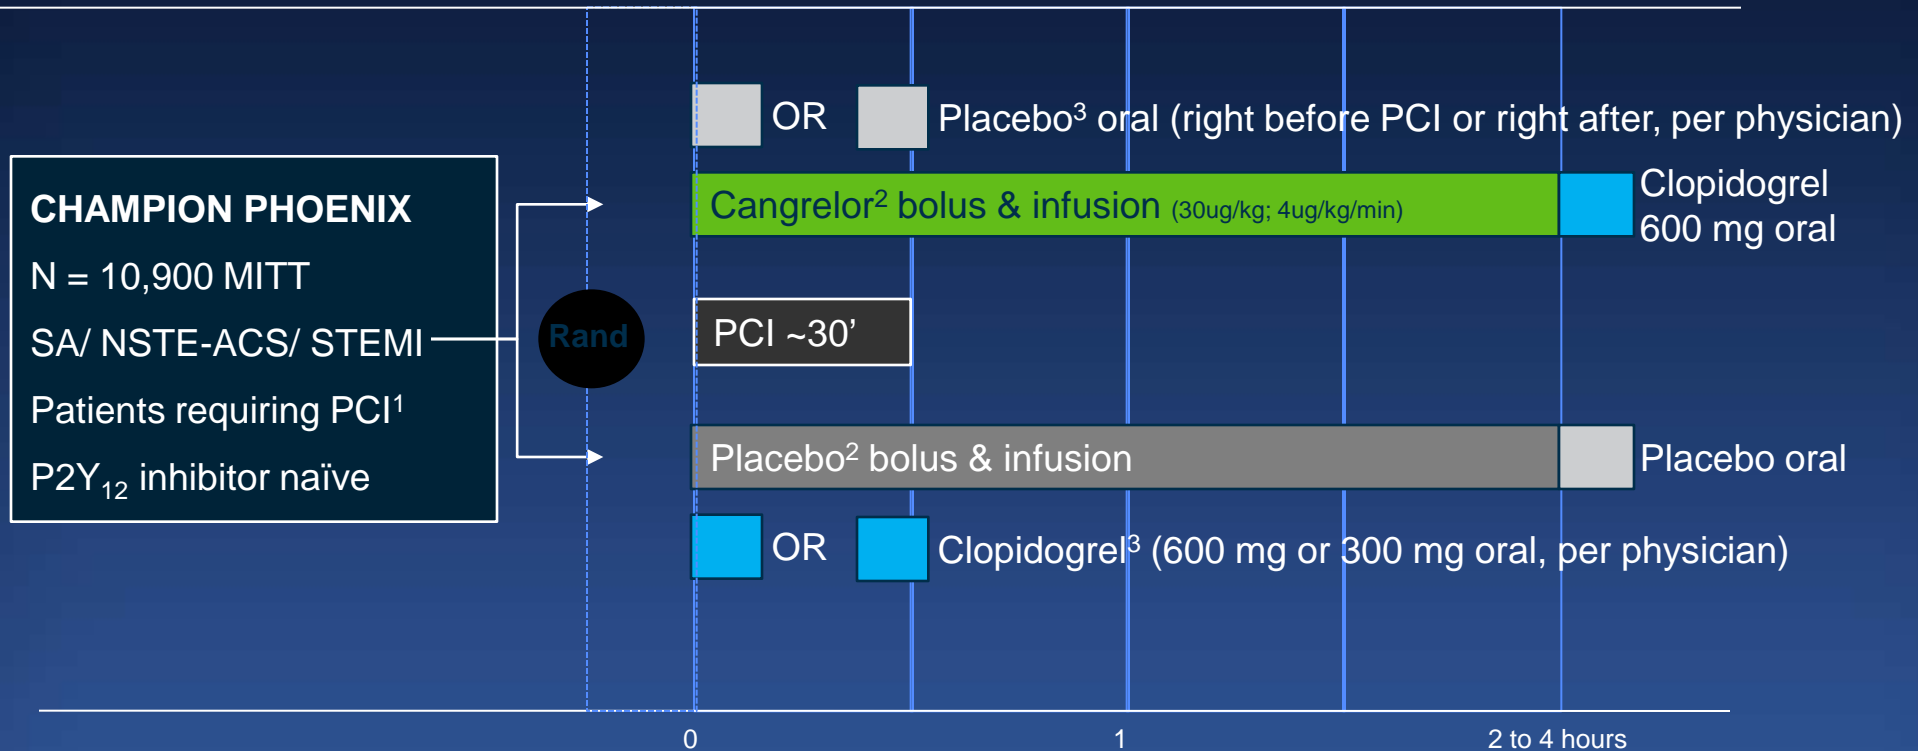 OR Placebo³ oral (right before PCI or right after, per physician)
CHAMPION PHOENIX
N = 10,900 MITT
SA/ NSTE-ACS/ STEMI
Patients requiring PCI¹
P2Y₁₂ inhibitor naïve
Rand
Cangrelor² bolus & infusion (30ug/kg; 4ug/kg/min)
Clopidogrel
600 mg oral
PCI ~30’
Placebo² bolus & infusion
Placebo oral
OR Clopidogrel³ (600 mg or 300 mg oral, per physician)
0 1 2 to 4 hours